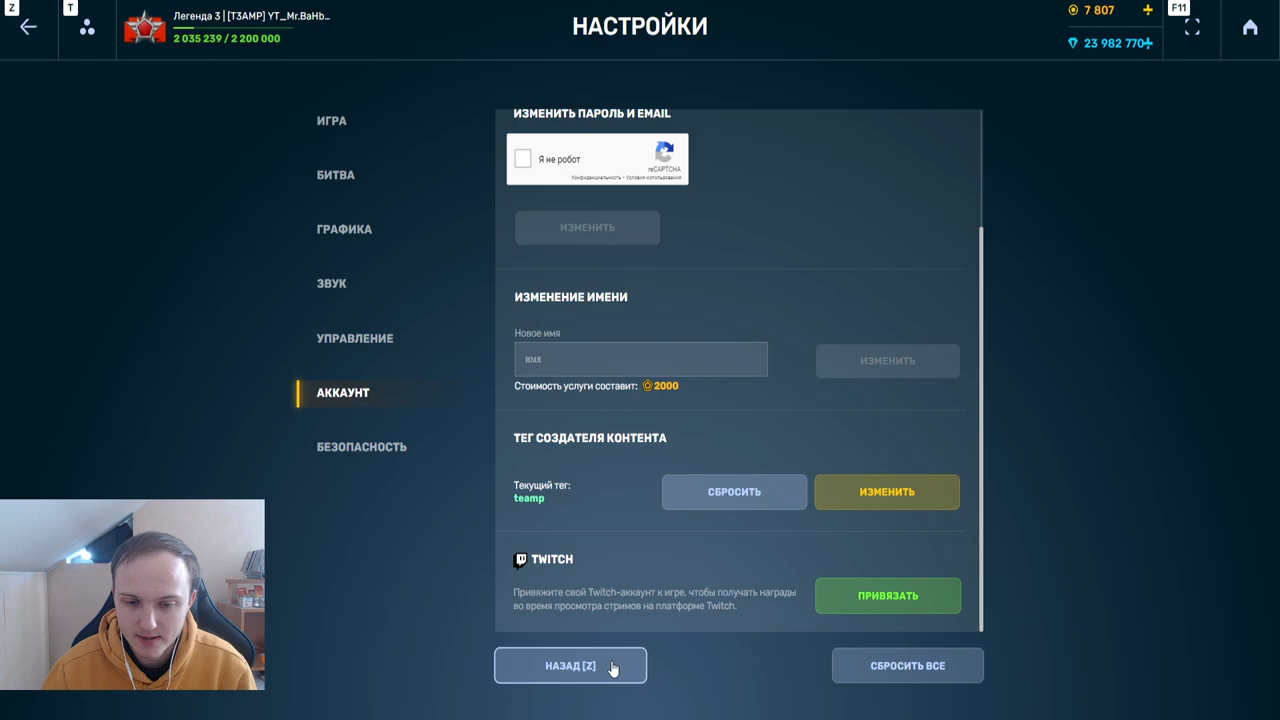 Z
T
Легенда 3 | [T3AMP] YT_Mr.BaHb...
2 035 239 / 2 200 000
НАСТРОЙКИ
7 807
23 982 770
F11
ИГРА
БИТВА
ГРАФИКА
ЗВУК
УПРАВЛЕНИЕ
АККАУНТ
БЕЗОПАСНОСТЬ
ИЗМЕНИТЬ ПАРОЛЬ И EMAIL
Я не робот
reCAPTCHA
Конфиденциальность • Условия использования
ИЗМЕНИТЬ
ИЗМЕНЕНИЕ ИМЕНИ
Новое имя
имя
ИЗМЕНИТЬ
Стоимость услуги составит: 2000
ТЕГ СОЗДАТЕЛЯ КОНТЕНТА
Текущий тег:
teamp
СБРОСИТЬ
ИЗМЕНИТЬ
TWITCH
Привяжите свой Twitch-аккаунт к игре, чтобы получать награды
во время просмотра стримов на платформе Twitch.
ПРИВЯЗАТЬ
НАЗАД [Z]
СБРОСИТЬ ВСЕ